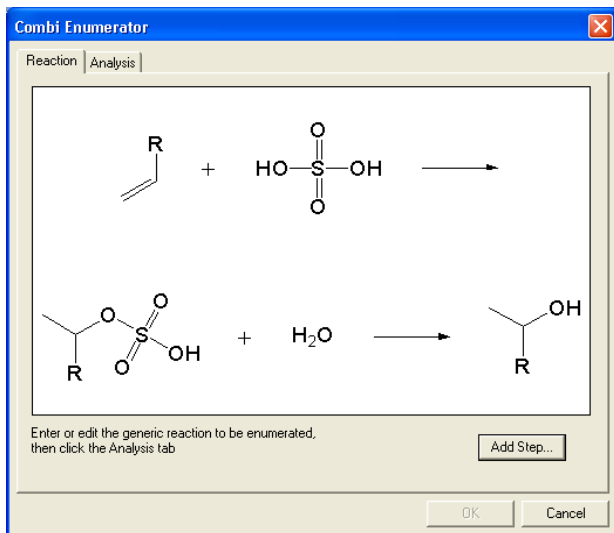 Combi Enumerator
Reaction Analysis
R
+
HO S OH
O
O
O
O
S
OH
O
R
+
H₂O
OH
R
Enter or edit the generic reaction to be enumerated,
then click the Analysis tab
Add Step...
OK Cancel